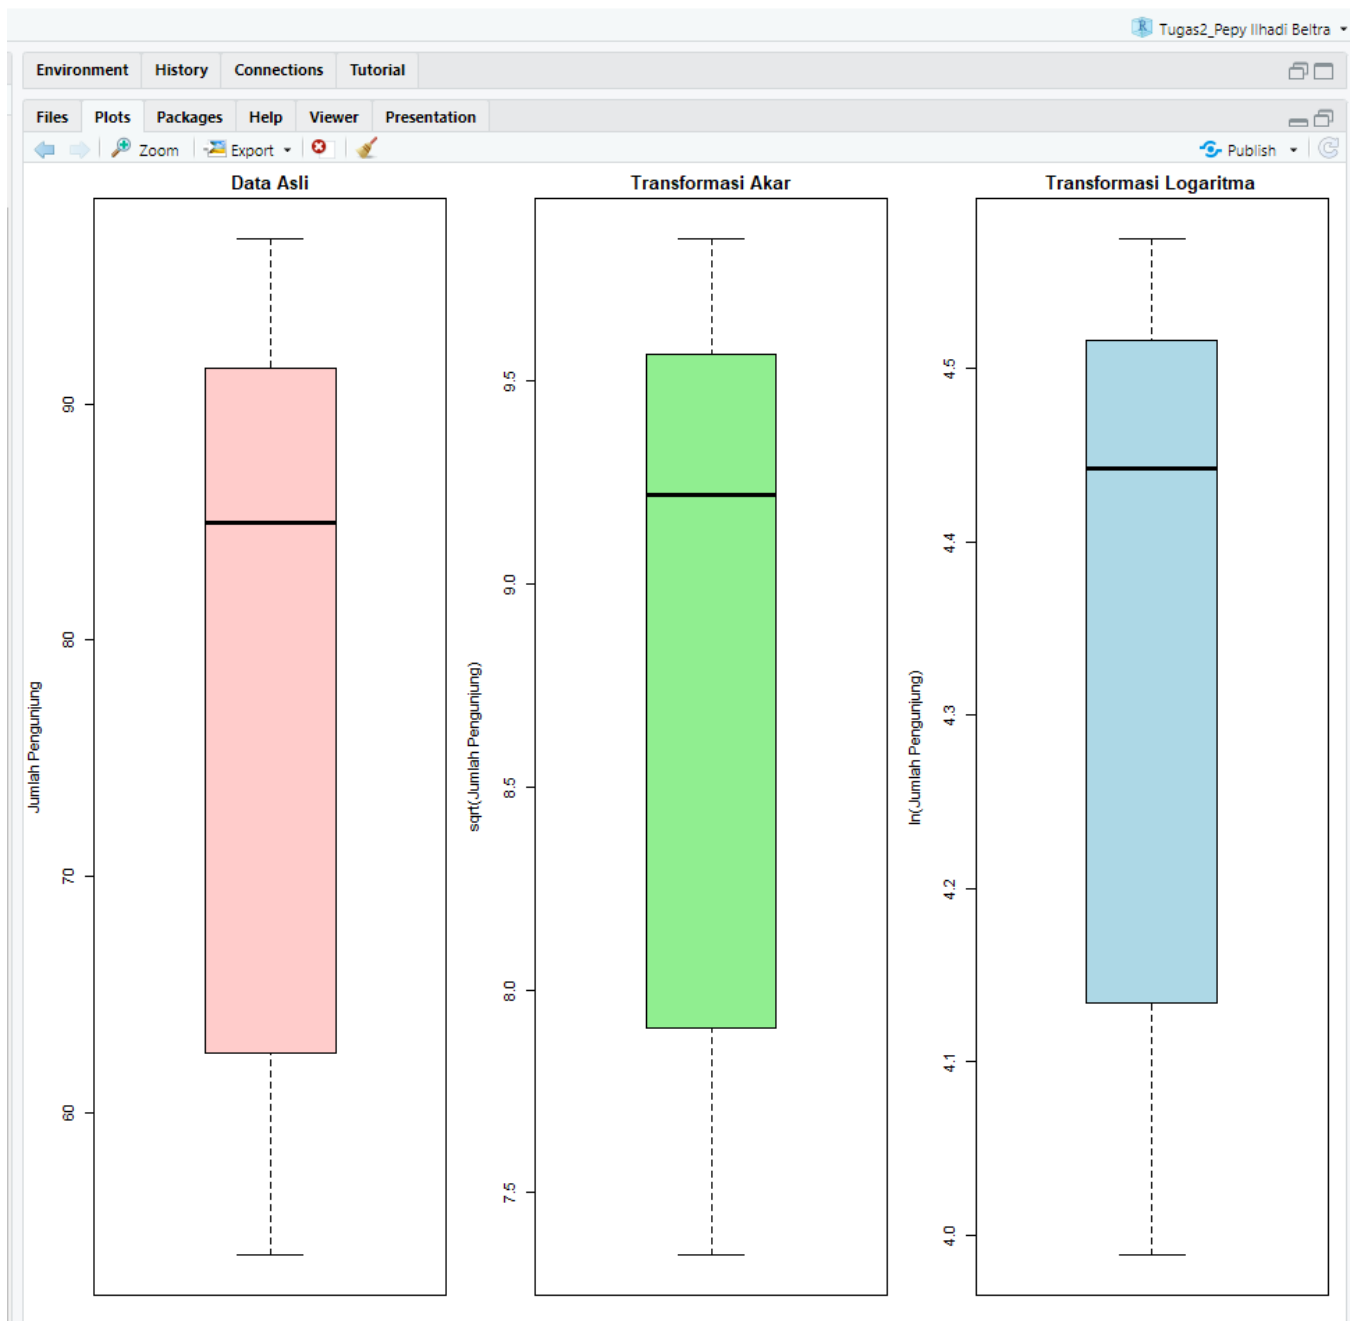 Tugas2_Pepy Ilhadi Beltra
Environment History Connections Tutorial
Files Plots Packages Help Viewer Presentation
Zoom Export Publish
Data Asli
Jumlah Pengunjung
90
80
70
60
Transformasi Akar
sqrt(Jumlah Pengunjung)
9.5
9.0
8.5
8.0
7.5
Transformasi Logaritma
ln(Jumlah Pengunjung)
4.5
4.4
4.3
4.2
4.1
4.0